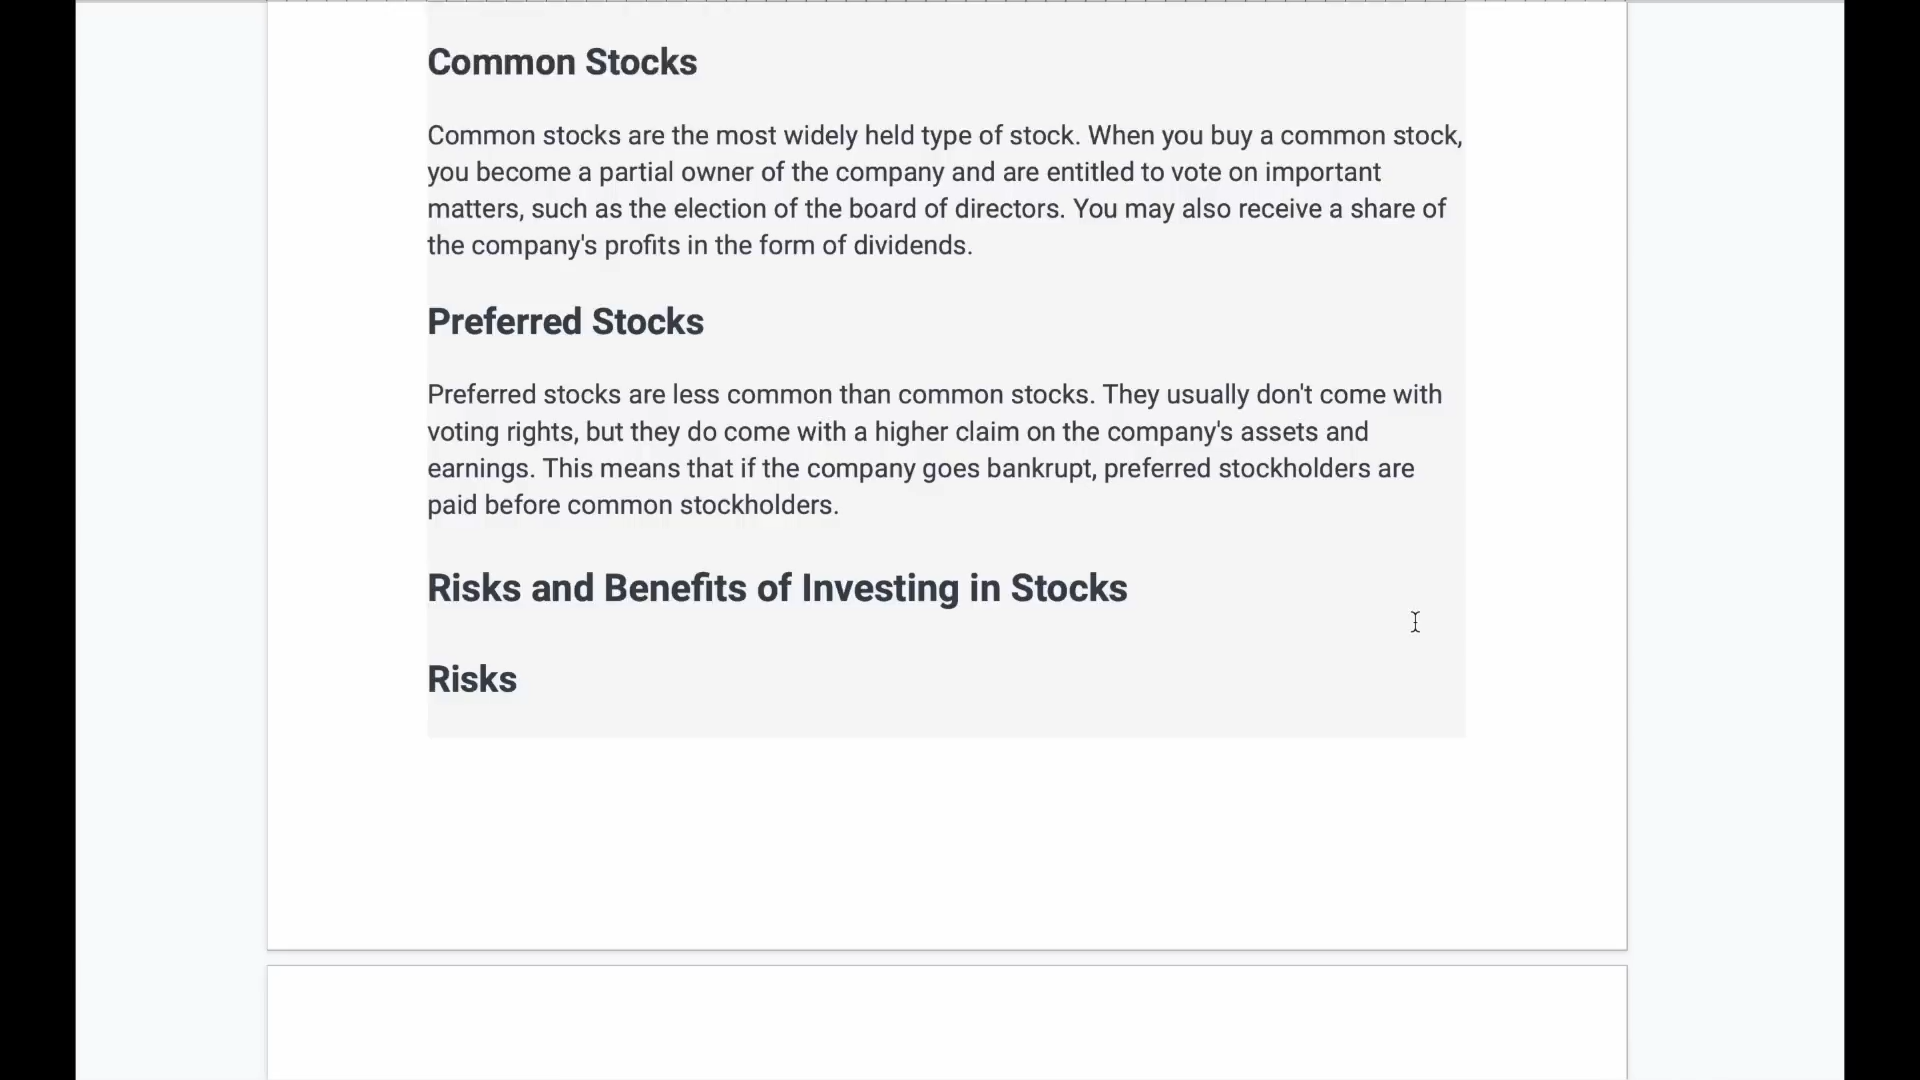 Common Stocks
Common stocks are the most widely held type of stock. When you buy a common stock,
you become a partial owner of the company and are entitled to vote on important
matters, such as the election of the board of directors. You may also receive a share of
the company's profits in the form of dividends.
Preferred Stocks
Preferred stocks are less common than common stocks. They usually don't come with
voting rights, but they do come with a higher claim on the company's assets and
earnings. This means that if the company goes bankrupt, preferred stockholders are
paid before common stockholders.
Risks and Benefits of Investing in Stocks
Risks